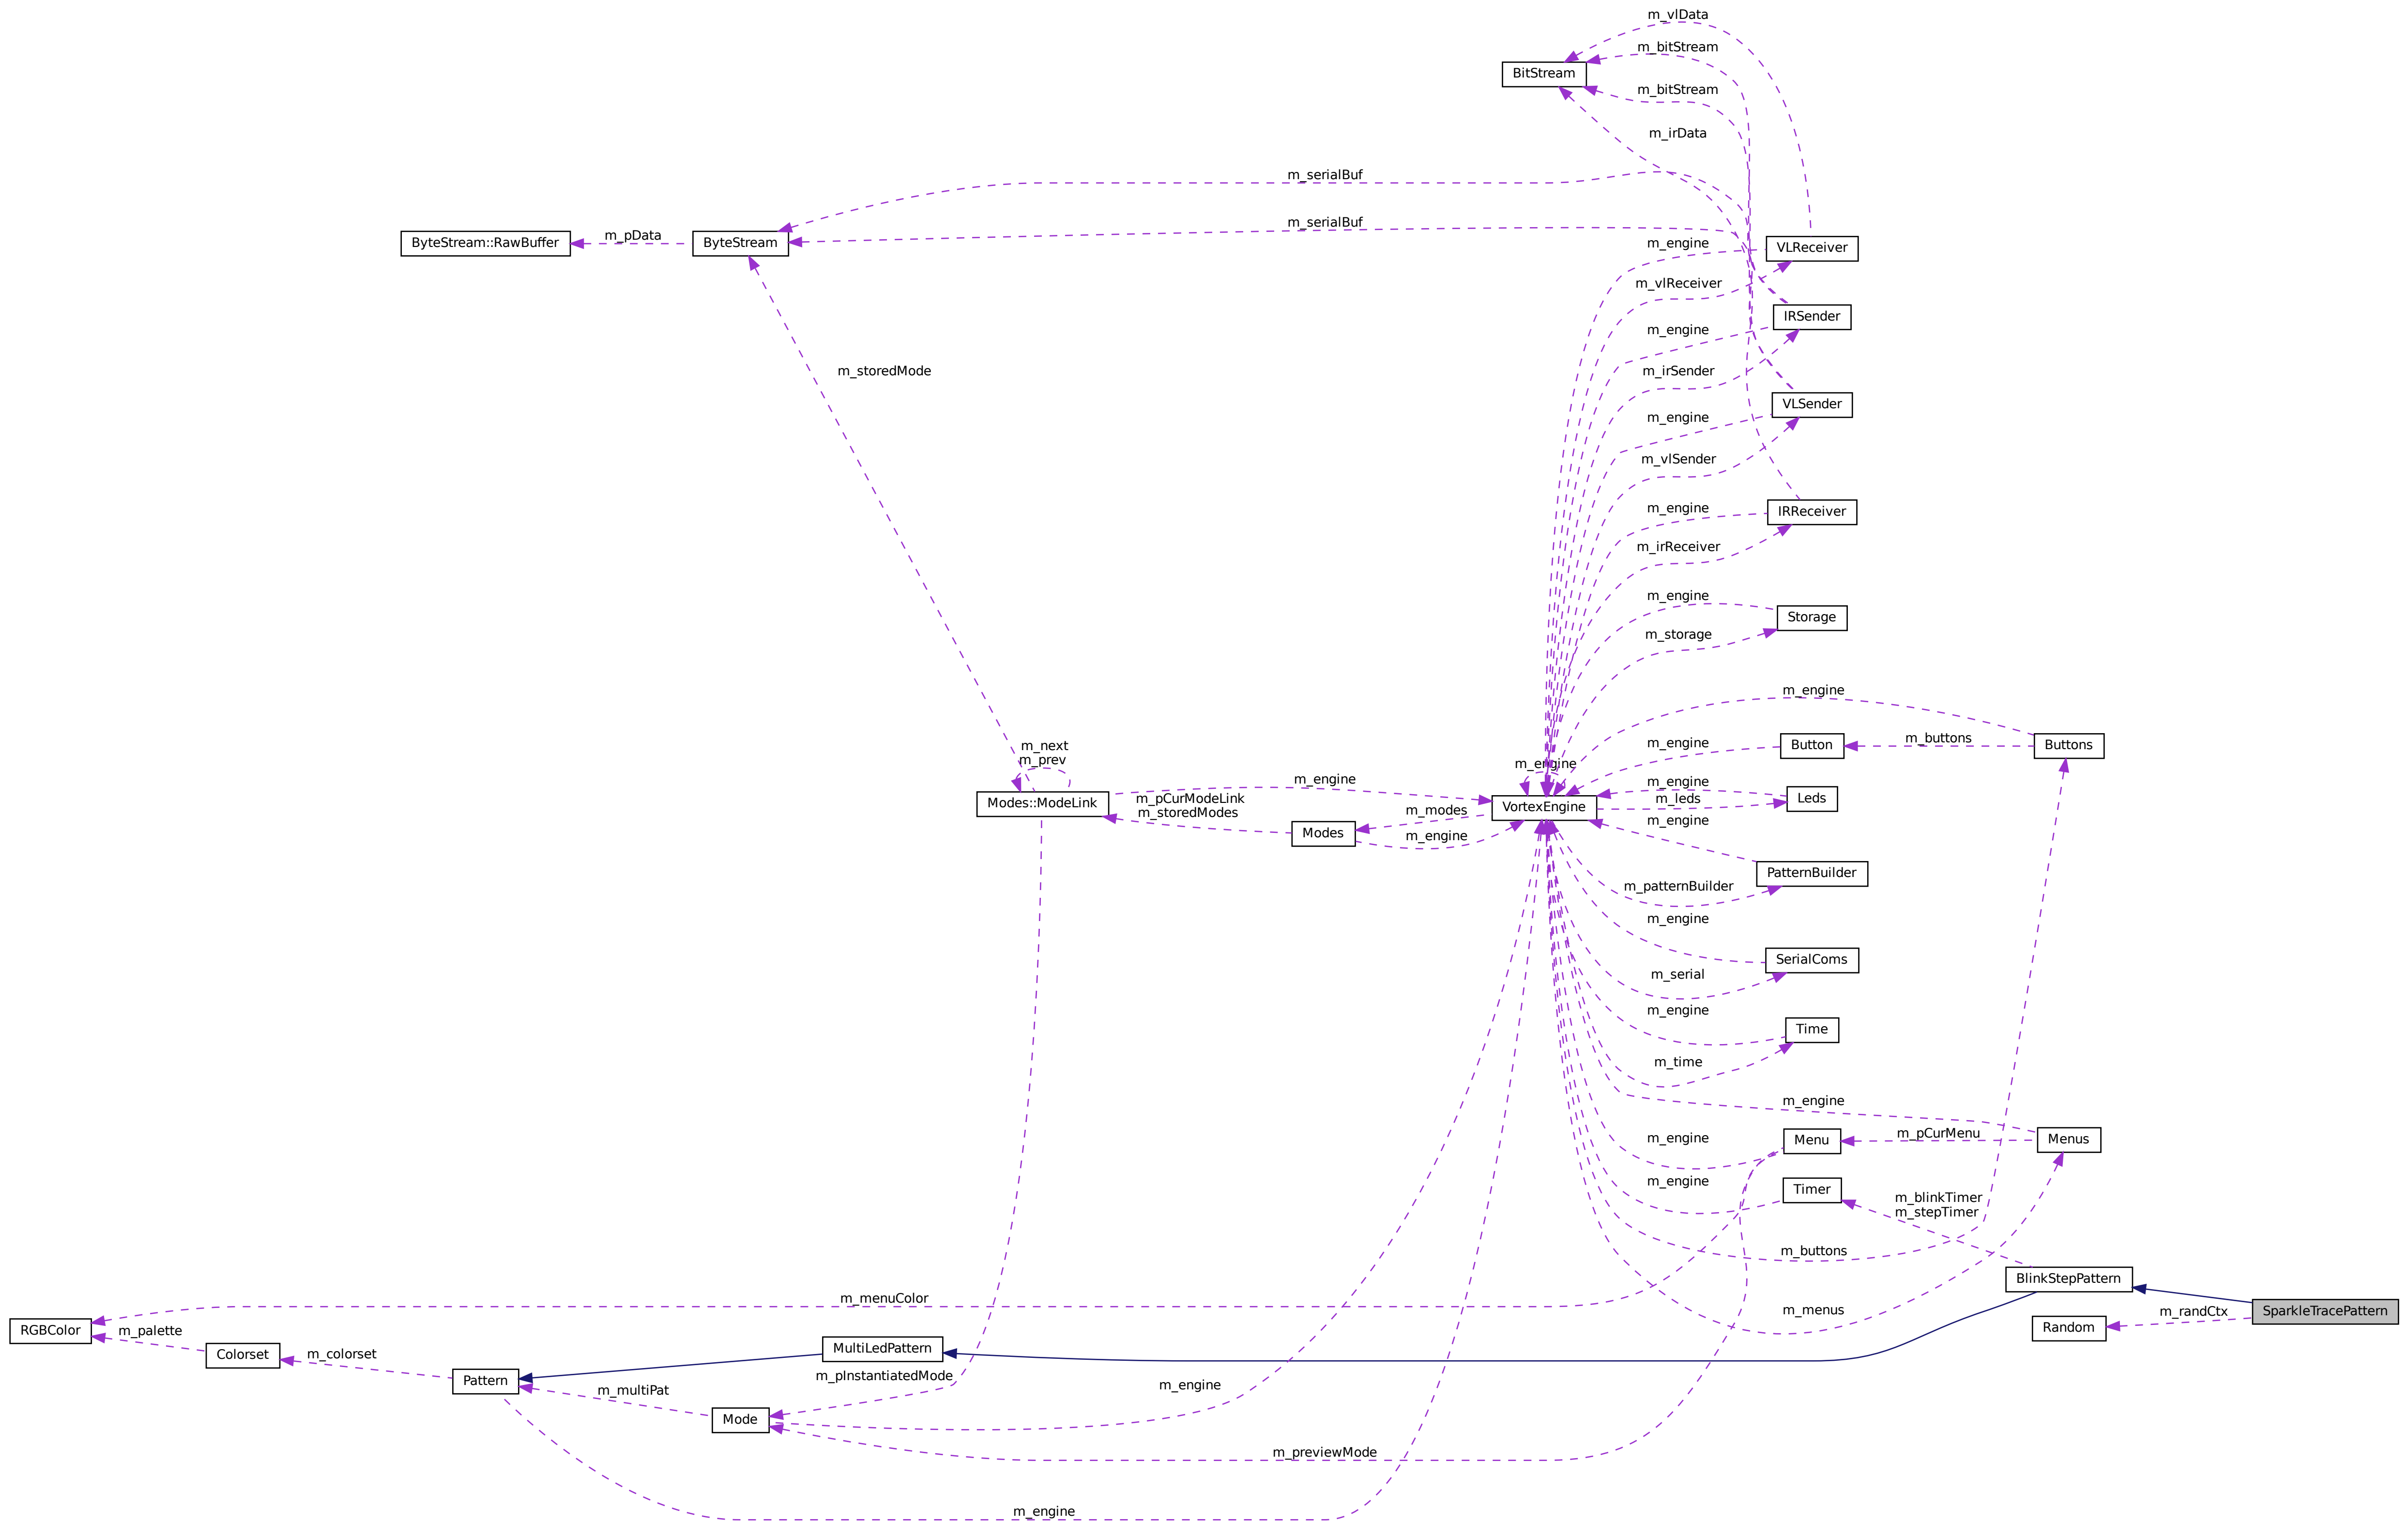 m_vlData
m_bitStream
BitStream
m_bitStream
m_irData
m_serialBuf
m_serialBuf
ByteStream::RawBuffer
m_pData
ByteStream
m_engine
VLReceiver
m_vlReceiver
IRSender
m_engine
m_irSender
m_storedMode
VLSender
m_engine
m_vlSender
m_engine
IRReceiver
m_irReceiver
m_engine
Storage
m_storage
m_engine
m_next
m_prev
m_engine
Button
m_buttons
Buttons
m_engine
m_engine
m_engine
Modes::ModeLink
m_pCurModeLink
m_storedModes
m_modes
VortexEngine
m_leds
Leds
Modes
m_engine
m_engine
PatternBuilder
m_patternBuilder
m_engine
SerialComs
m_serial
m_engine
Time
m_time
m_engine
m_engine
Menu
m_pCurMenu
Menus
m_engine
Timer
m_blinkTimer
m_stepTimer
m_buttons
BlinkStepPattern
m_menuColor
m_menus
m_randCtx
SparkleTracePattern
RGBColor
m_palette
Random
Colorset
m_colorset
MultiLedPattern
Pattern
m_pInstantiatedMode
m_multiPat
m_engine
Mode
m_previewMode
m_engine